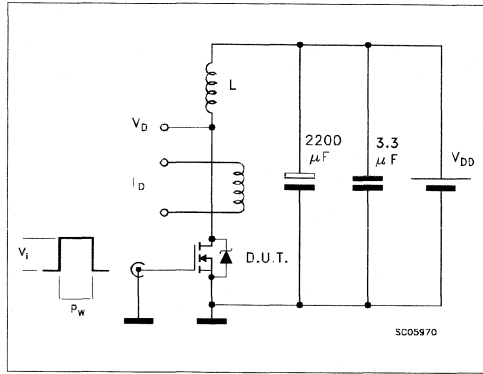 L
V_D
2200
μF
3.3
μF
V_DD
I_D
V_i
D.U.T.
P_W
SC05970